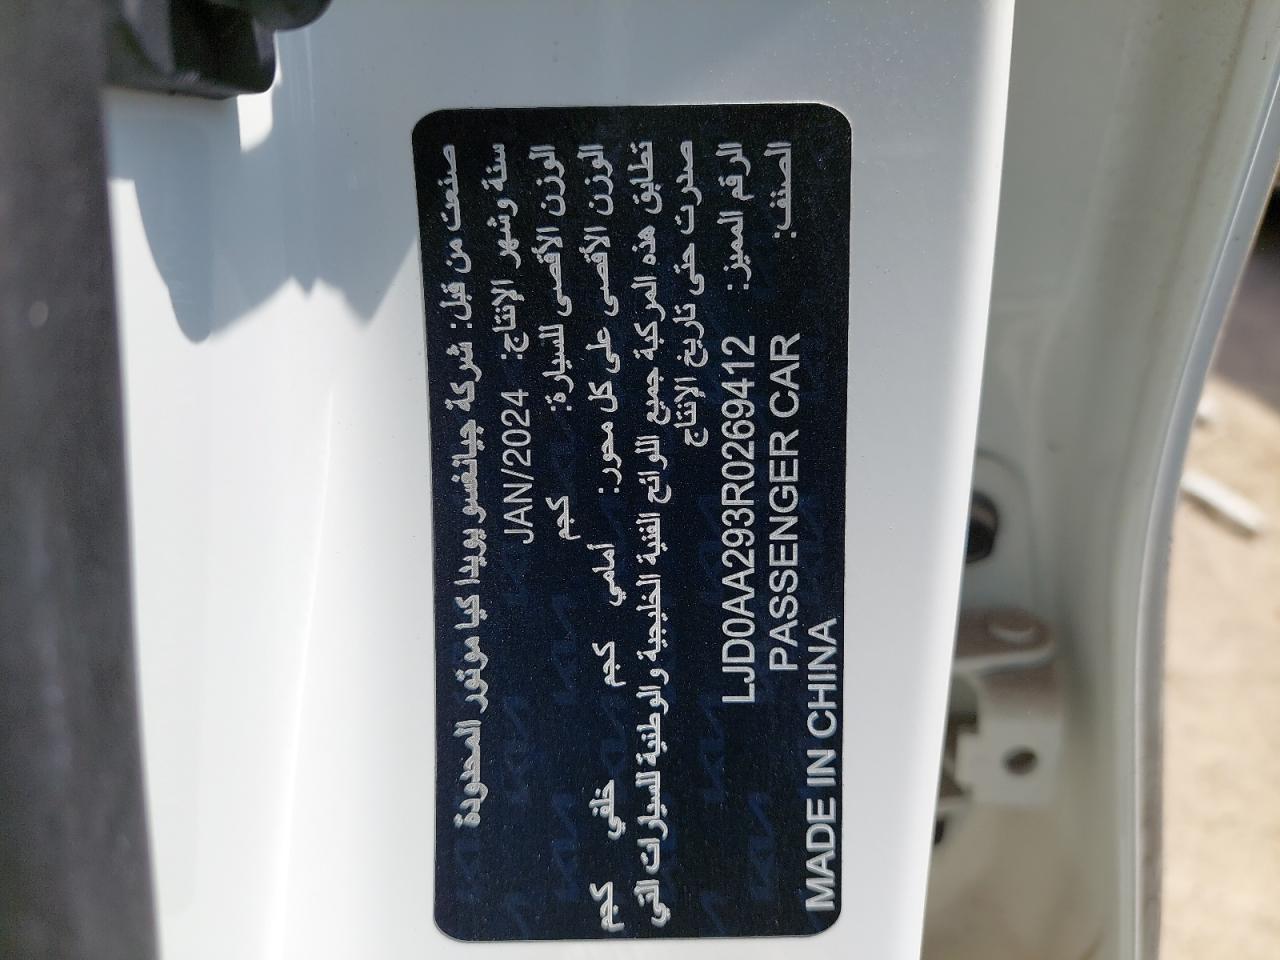 صنعت من قبل: شركة جيانغسو يويدا كيا موتور المحدودة
سنة وشهر الإنتاج: JAN/2024
الوزن الأقصى للسيارة: كجم
الوزن الأقصى على كل محور: أمامي كجم خلفي كجم
تطابق هذه المركبة جميع اللوائح الفنية الخليجية والوطنية للسيارات التي
صدرت حتى تاريخ الإنتاج
الرقم المميز: LJD0AA293R0269412
الصنف: PASSENGER CAR
MADE IN CHINA